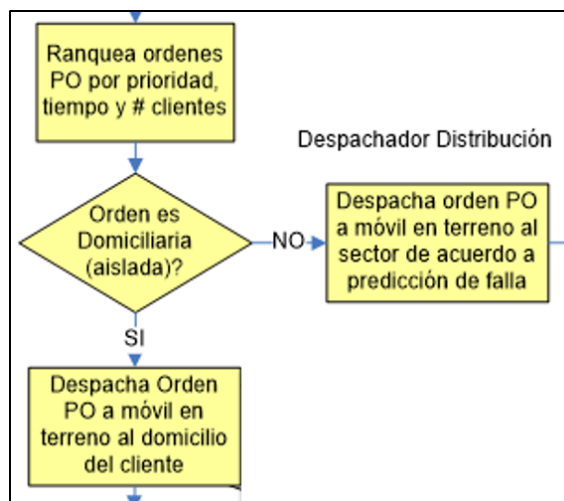 Ranquea ordenes
PO por prioridad,
tiempo y # clientes
Despachador Distribución
Orden es
Domiciliaria
(aislada)?
NO
Despacha orden PO
a móvil en terreno al
sector de acuerdo a
predicción de falla
SI
Despacha Orden
PO a móvil en
terreno al domicilio
del cliente